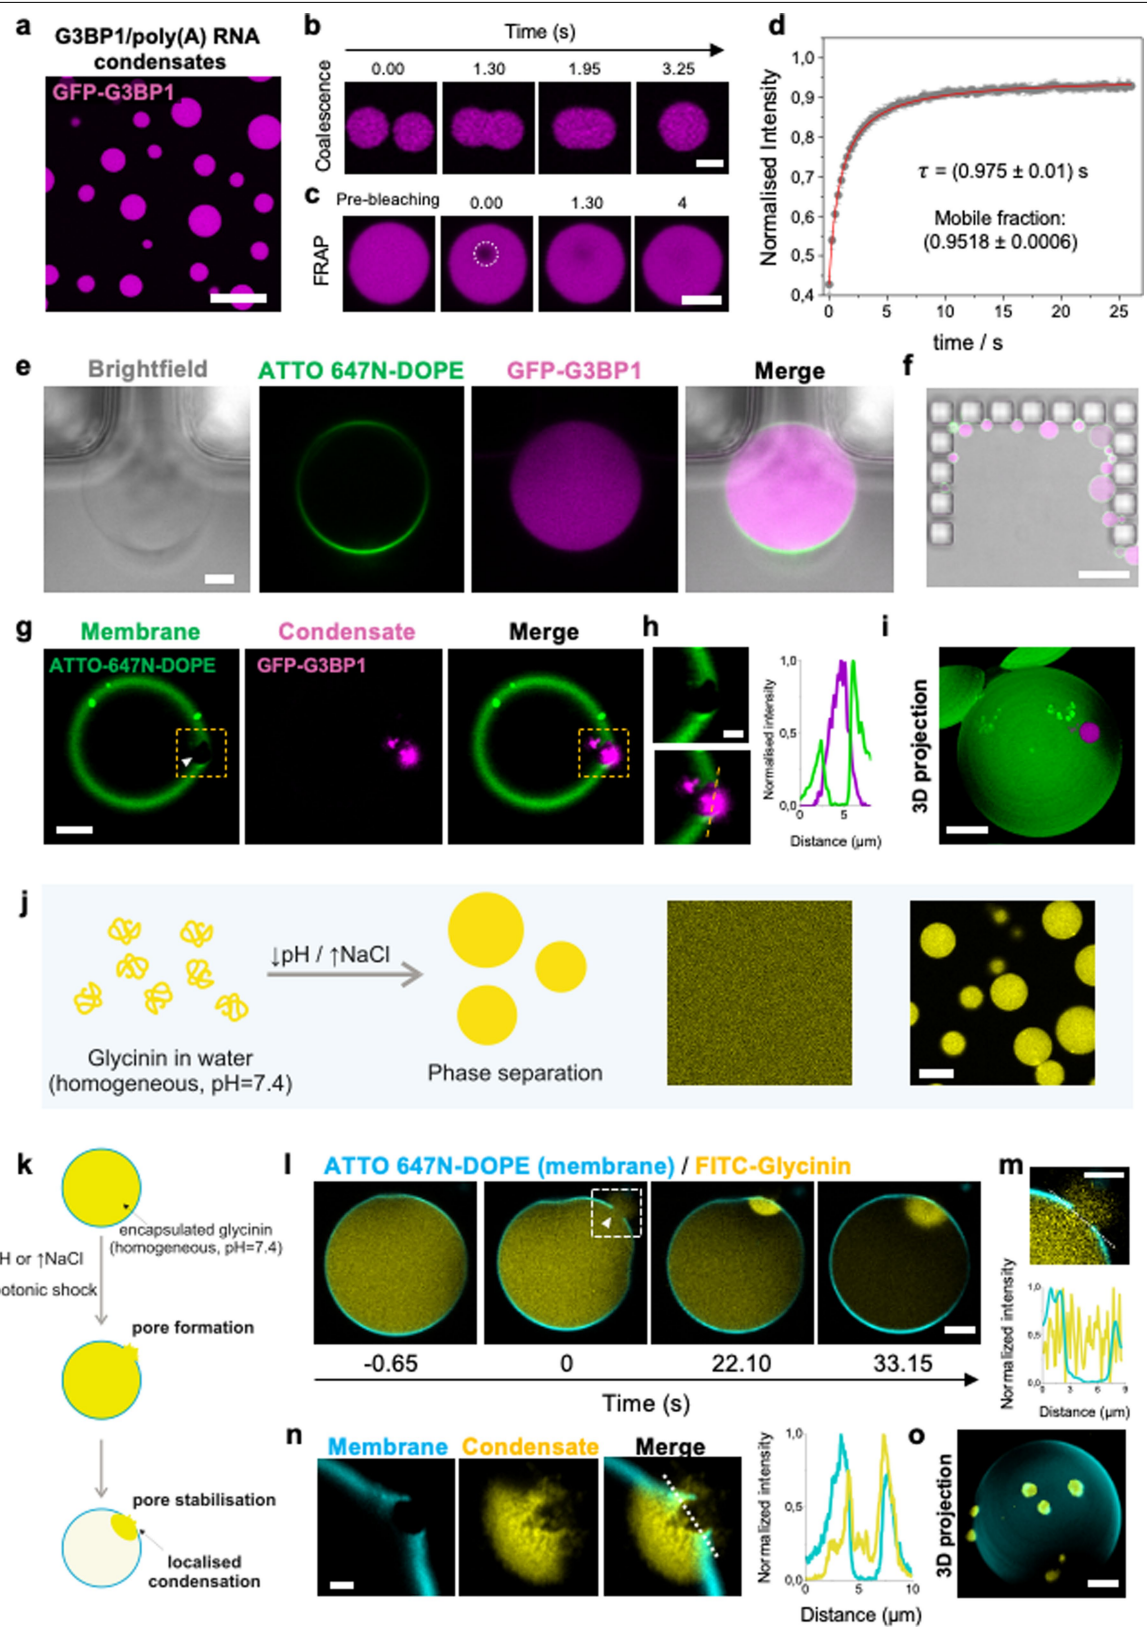 a
G3BP1/poly(A) RNA
condensates
GFP-G3BP1
b
Time (s)
0.00 1.30 1.95 3.25
Coalescence
c
Pre-bleaching 0.00 1.30 4
FRAP
d
Normalised Intensity
1,0
0,9
0,8
0,7
0,6
0,5
0,4
τ = (0.975 ± 0.01) s
Mobile fraction:
(0.9518 ± 0.0006)
0 5 10 15 20 25
time / s
e
Brightfield ATTO 647N-DOPE GFP-G3BP1 Merge
f
g
Membrane Condensate Merge
ATTO-647N-DOPE GFP-G3BP1
h
Normalised intensity
1,0
0,5
0,0
0 5
Distance (µm)
i
3D projection
j
↓pH / ↑NaCl
Glycinin in water
(homogeneous, pH=7.4)
Phase separation
k
encapsulated glycinin
(homogeneous, pH=7.4)
H or ↑NaCl
otonic shock
pore formation
pore stabilisation
localised
condensation
l
ATTO 647N-DOPE (membrane) / FITC-Glycinin
-0.65 0 22.10 33.15
Time (s)
m
Normalized intensity
1,0
0,5
0,0
0 3 6 9
Distance (µm)
n
Membrane Condensate Merge
Normalized intensity
1,0
0,5
0,0
0 5 10
Distance (µm)
o
3D projection